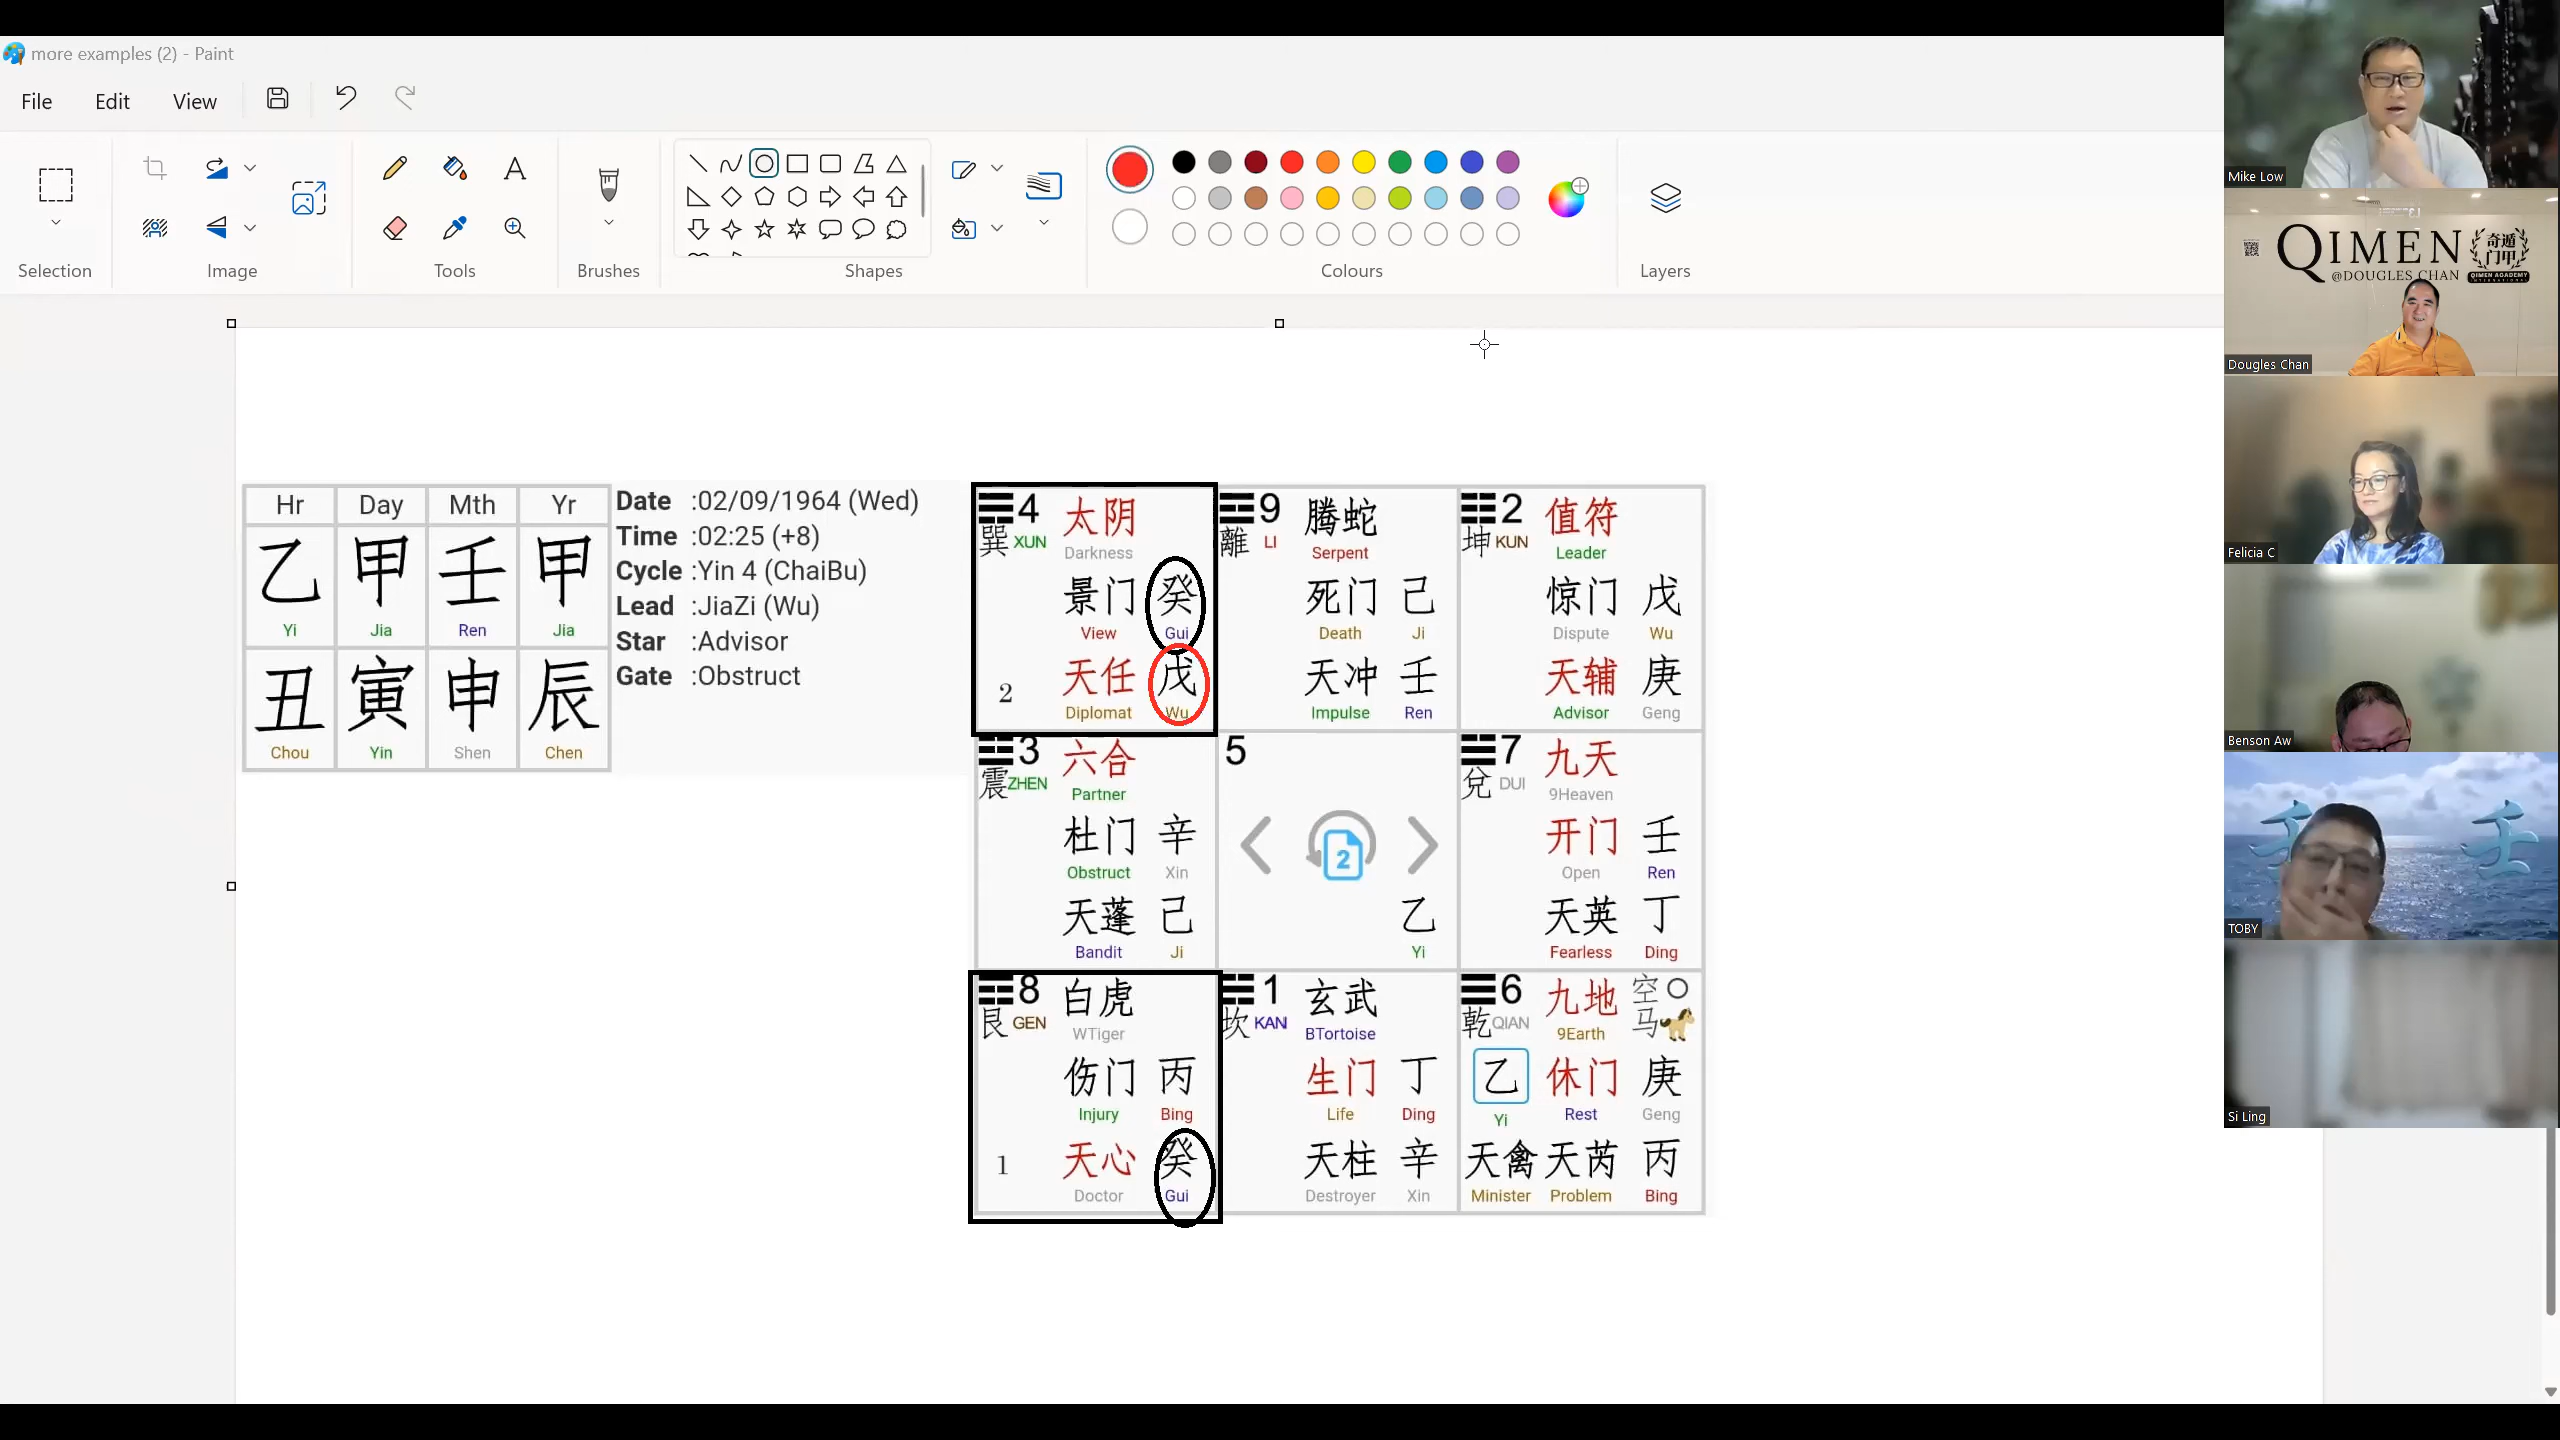 more examples (2) - Paint
File Edit View
Selection Image Tools Brushes Shapes Colours Layers
Hr Day Mth Yr
乙 甲 壬 甲
Yi Jia Ren Jia
丑 寅 申 辰
Chou Yin Shen Chen
Date :02/09/1964 (Wed)
Time :02:25 (+8)
Cycle :Yin 4 (ChaiBu)
Lead :JiaZi (Wu)
Star :Advisor
Gate :Obstruct
4 太阴
巽 XUN Darkness
景门 癸
View Gui
2 天任 戊
Diplomat Wu
9 腾蛇
離 LI Serpent
死门 己
Death Ji
天冲 壬
Impulse Ren
2 值符
坤 KUN Leader
惊门 戊
Dispute Wu
天辅 庚
Advisor Geng
3 六合
震 ZHEN Partner
杜门 辛
Obstruct Xin
天蓬 己
Bandit Ji
5
2
乙
Yi
7 九天
兌 DUI 9Heaven
开门 壬
Open Ren
天英 丁
Fearless Ding
8 白虎
艮 GEN WTiger
伤门 丙
Injury Bing
1 天心 癸
Doctor Gui
1 玄武
坎 KAN BTortoise
生门 丁
Life Ding
天柱 辛
Destroyer Xin
6 九地 空
乾 QIAN 9Earth 马
乙 休门 庚
Yi Rest Geng
天禽 天芮 丙
Minister Problem Bing
Mike Low
QIMEN 奇遁门甲
@DOUGLES CHAN QIMEN ACADEMY
INTERNATIONAL
Dougles Chan
Felicia C
Benson Aw
壬 壬
TOBY
Si Ling